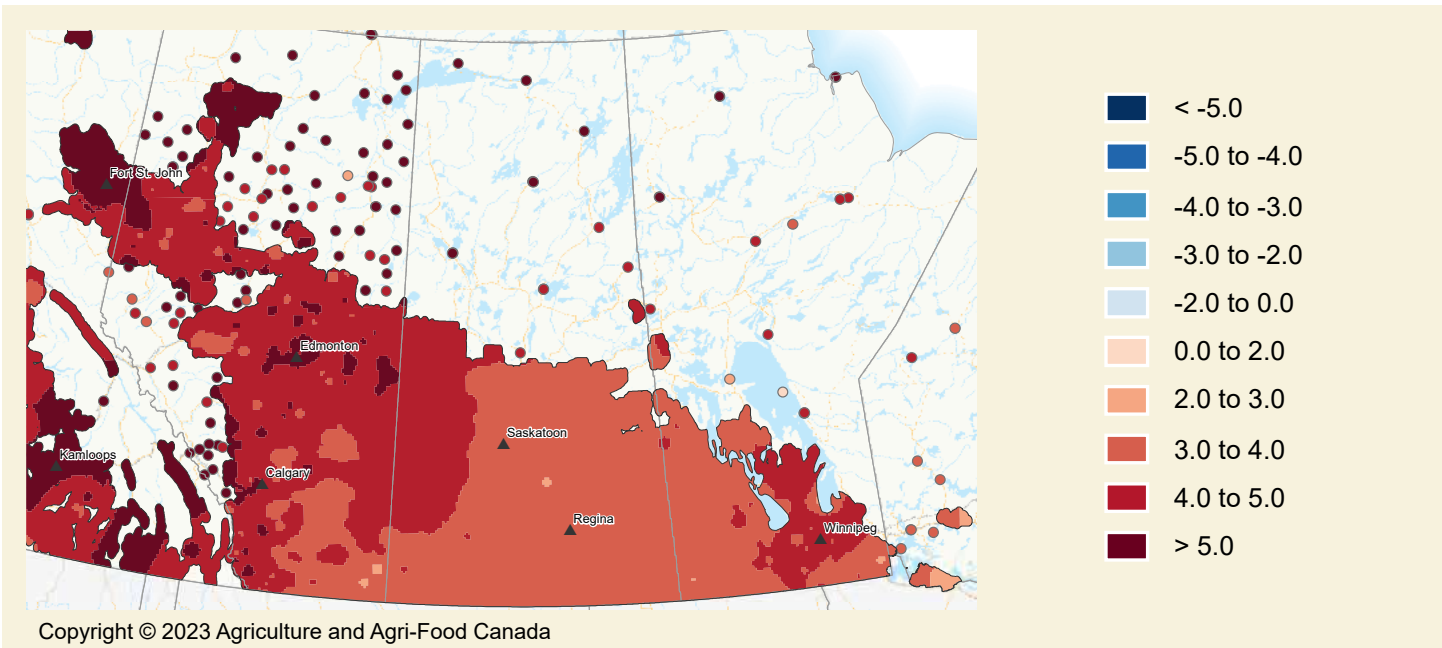 Fort St. John
Edmonton
Saskatoon
Kamloops
Calgary
Regina
Winnipeg
< -5.0
-5.0 to -4.0
-4.0 to -3.0
-3.0 to -2.0
-2.0 to 0.0
0.0 to 2.0
2.0 to 3.0
3.0 to 4.0
4.0 to 5.0
> 5.0
Copyright © 2023 Agriculture and Agri-Food Canada